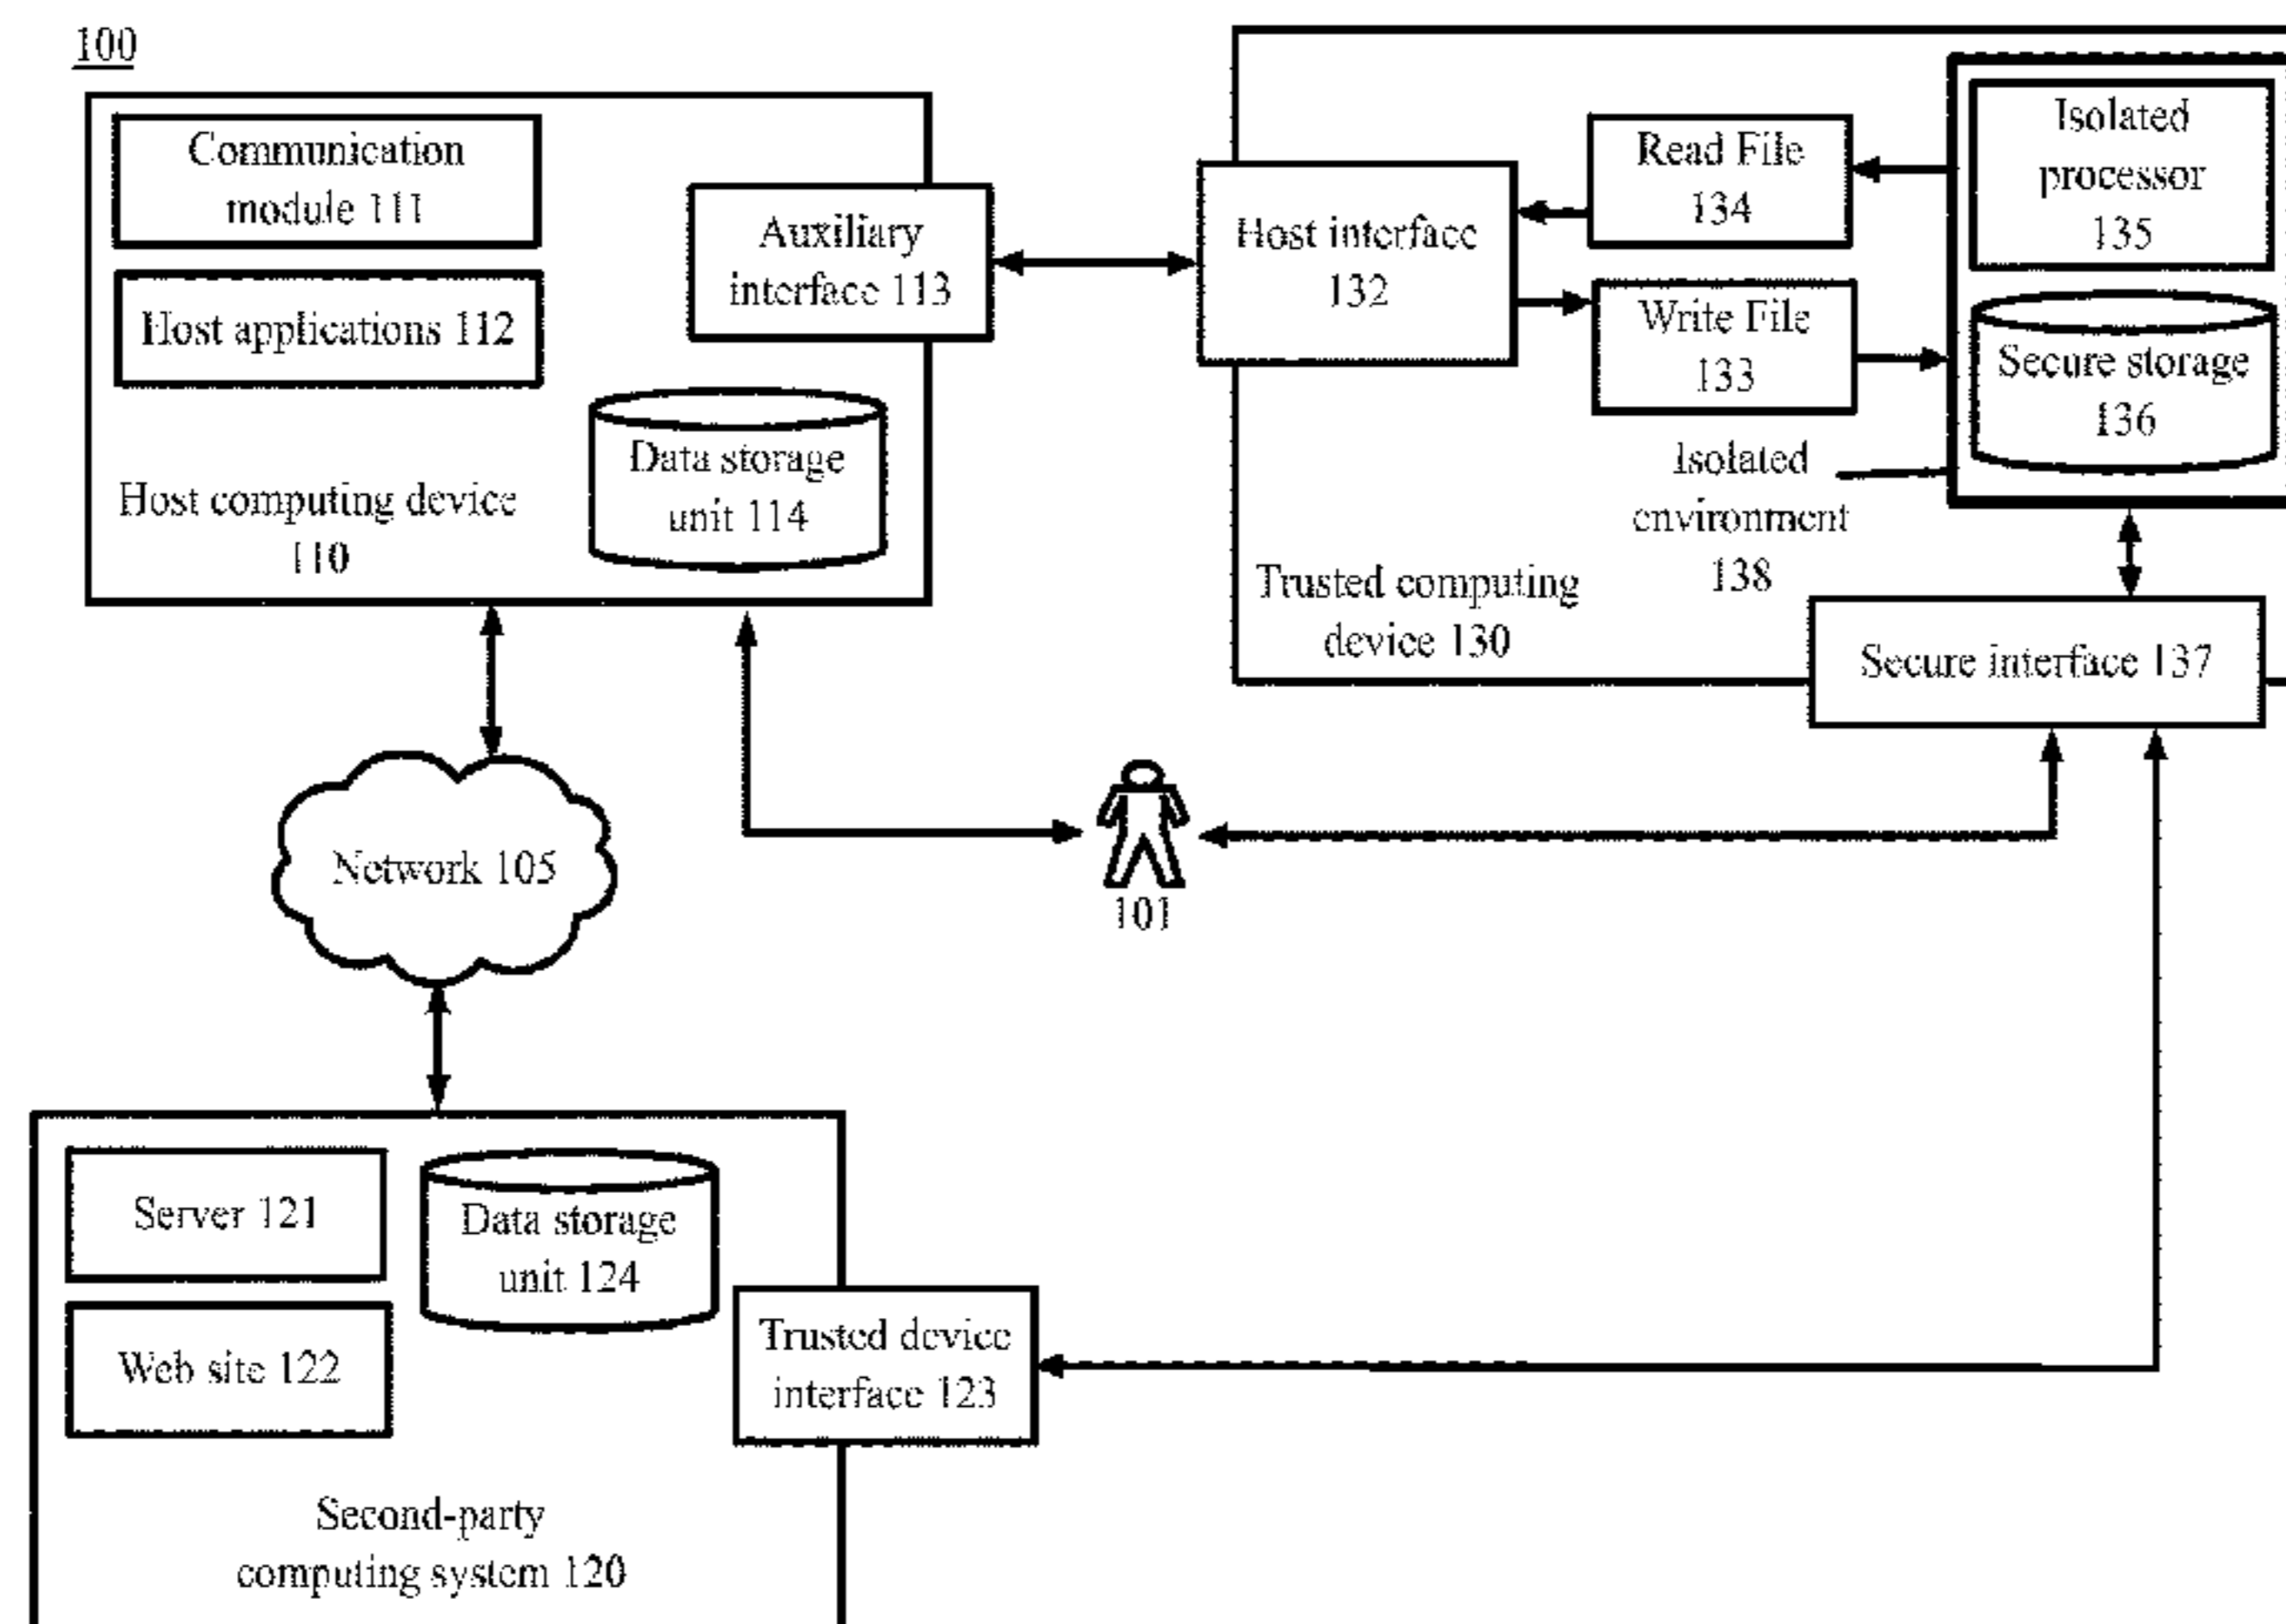 100
Communication
module 111
Host applications 112
Auxiliary
interface 113
Data storage
unit 114
Host computing device
110
Host interface
132
Read File
134
Write File
133
Isolated
processor
135
Secure storage
136
Isolated
environment
138
Trusted computing
device 130
Secure interface 137
Network 105
101
Server 121
Data storage
unit 124
Web site 122
Trusted device
interface 123
Second-party
computing system 120